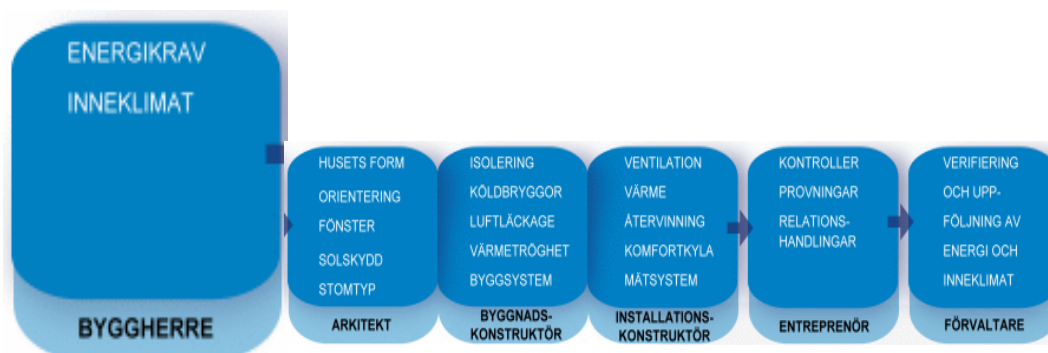 ENERGIKRAV
INNEKLIMAT
BYGGHERRE
HUSETS FORM
ORIENTERING
FÖNSTER
SOLSKYDD
STOMTYP
ARKITEKT
ISOLERING
KÖLDBRYGGOR
LUFTLÄCKAGE
VÄRMETRÖGHET
BYGGSYSTEM
BYGGNADS-
KONSTRUKTÖR
VENTILATION
VÄRME
ÅTERVINNING
KOMFORTKYLA
MÄTSYSTEM
INSTALLATIONS-
KONSTRUKTÖR
KONTROLLER
PROVNINGAR
RELATIONS-
HANDLINGAR
ENTREPRENÖR
VERIFIERING
OCH UPP-
FÖLJNING AV
ENERGI OCH
INNEKLIMAT
FÖRVALTARE